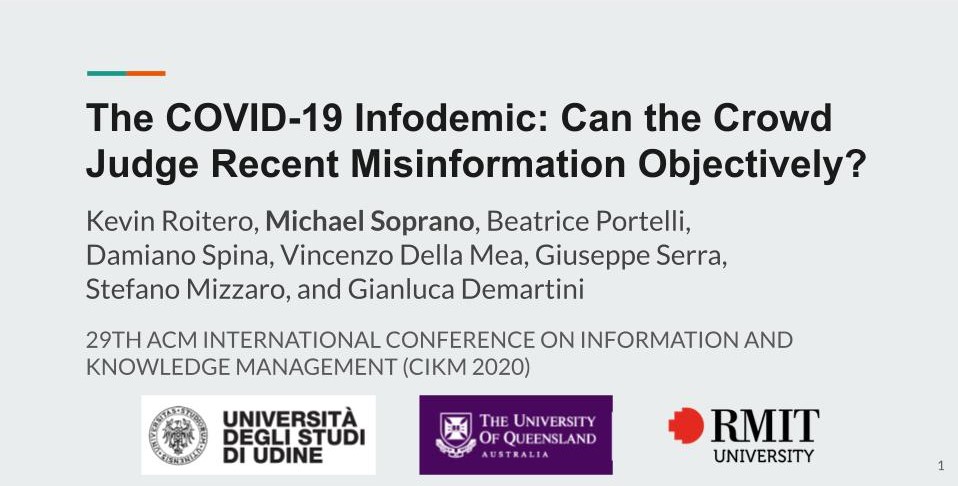 The COVID-19 Infodemic: Can the Crowd
Judge Recent Misinformation Objectively?
Kevin Roitero, Michael Soprano, Beatrice Portelli,
Damiano Spina, Vincenzo Della Mea, Giuseppe Serra,
Stefano Mizzaro, and Gianluca Demartini
29TH ACM INTERNATIONAL CONFERENCE ON INFORMATION AND
KNOWLEDGE MANAGEMENT (CIKM 2020)
UNIVERSITÀ
DEGLI STUDI
DI UDINE
THE UNIVERSITY
OF QUEENSLAND
AUSTRALIA
RMIT
UNIVERSITY
1